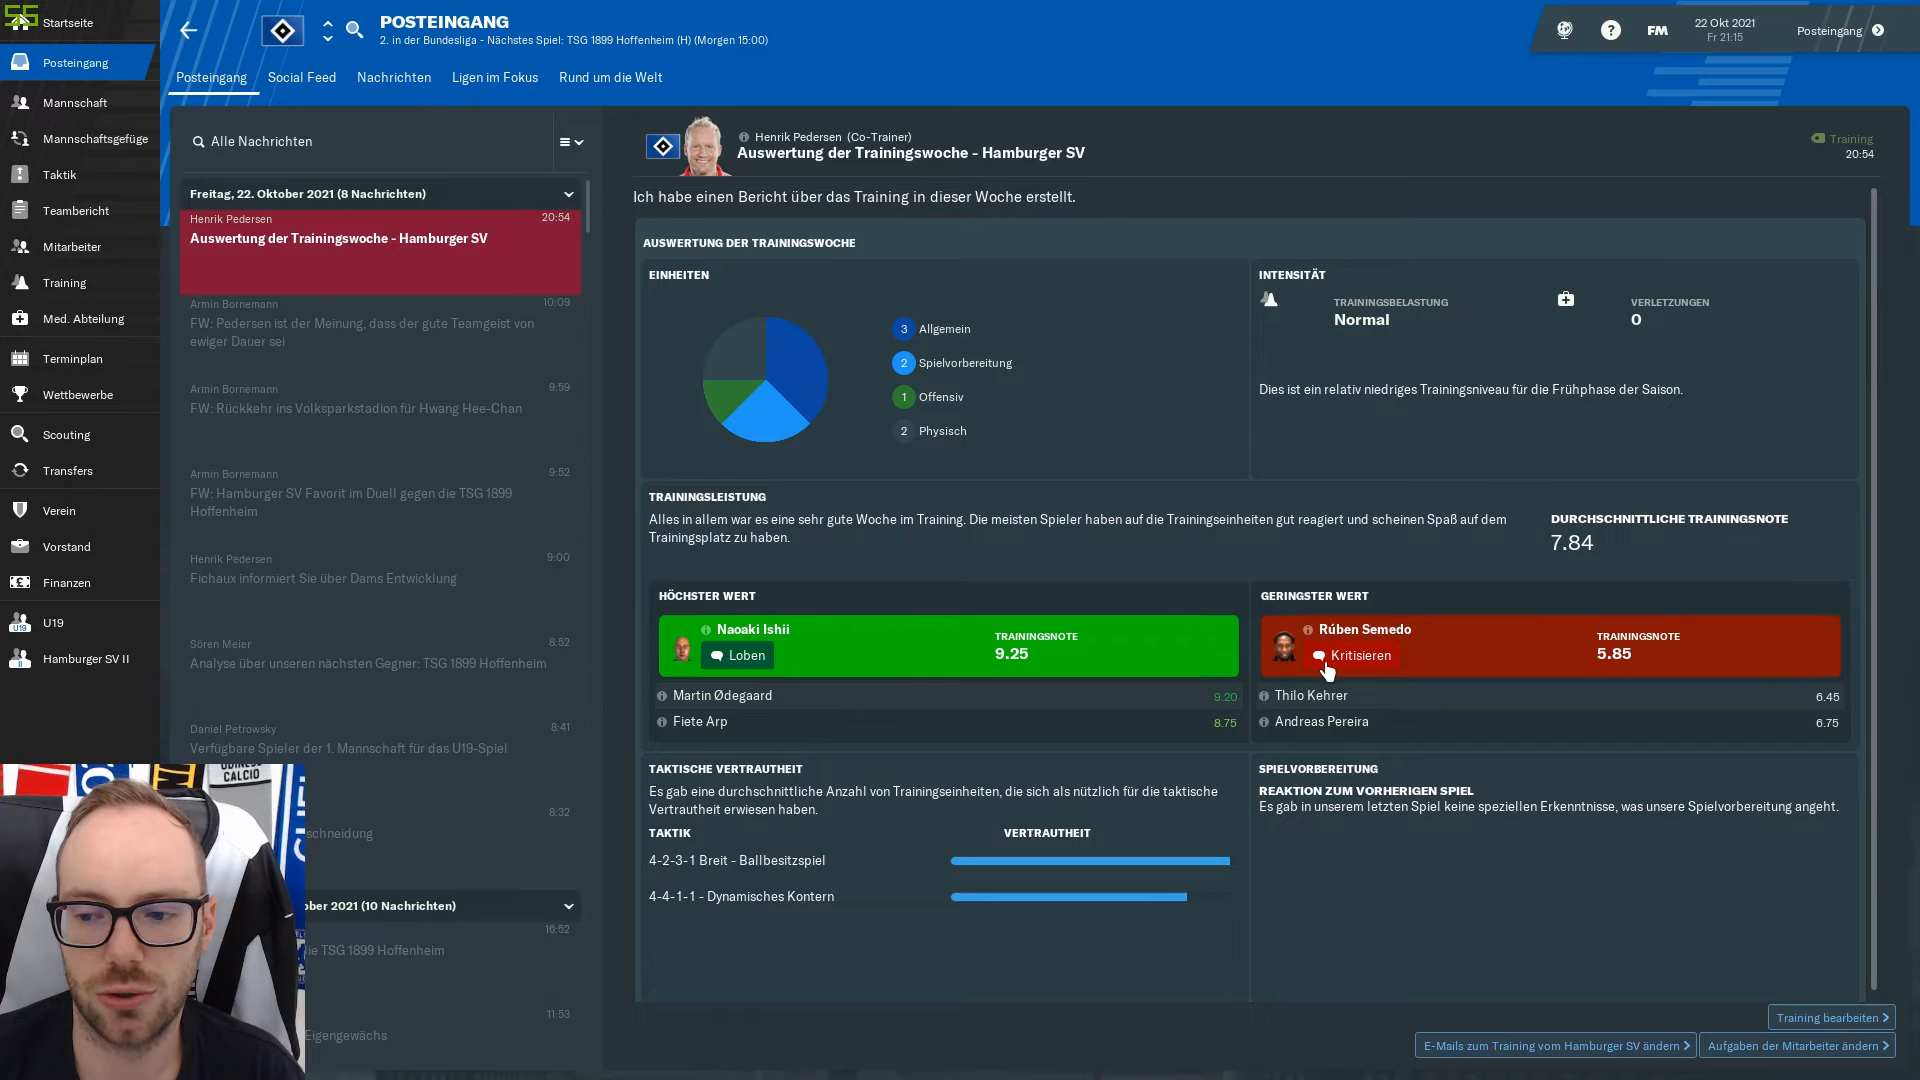 Startseite
POSTEINGANG
2. in der Bundesliga - Nächstes Spiel: TSG 1899 Hoffenheim (H) (Morgen 15:00)
FM
22 Okt 2021
Fr 21:15
Posteingang
Posteingang
Posteingang
Social Feed
Nachrichten
Ligen im Fokus
Rund um die Welt
Mannschaft
Mannschaftsgefüge
Taktik
Teambericht
Mitarbeiter
Training
Med. Abteilung
Terminplan
Wettbewerbe
Scouting
Transfers
Verein
Vorstand
Finanzen
U19
U19
Hamburger SV II
Alle Nachrichten
Freitag, 22. Oktober 2021 (8 Nachrichten)
Henrik Pedersen
20:54
Auswertung der Trainingswoche - Hamburger SV
Armin Bornemann
10:09
FW: Pedersen ist der Meinung, dass der gute Teamgeist von
ewiger Dauer sei
Armin Bornemann
9:59
FW: Rückkehr ins Volksparkstadion für Hwang Hee-Chan
Armin Bornemann
9:52
FW: Hamburger SV Favorit im Duell gegen die TSG 1899
Hoffenheim
Henrik Pedersen
9:00
Fichaux informiert Sie über Dams Entwicklung
Sören Meier
8:52
Analyse über unseren nächsten Gegner: TSG 1899 Hoffenheim
Daniel Petrowsky
8:41
Verfügbare Spieler der 1. Mannschaft für das U19-Spiel
8:32
schneidung
ober 2021 (10 Nachrichten)
16:52
ie TSG 1899 Hoffenheim
11:53
Eigengewächs
CALCIO
Henrik Pedersen (Co-Trainer)
Auswertung der Trainingswoche - Hamburger SV
Training
20:54
Ich habe einen Bericht über das Training in dieser Woche erstellt.
AUSWERTUNG DER TRAININGSWOCHE
EINHEITEN
3 Allgemein
2 Spielvorbereitung
1 Offensiv
2 Physisch
INTENSITÄT
TRAININGSBELASTUNG
Normal
VERLETZUNGEN
0
Dies ist ein relativ niedriges Trainingsniveau für die Frühphase der Saison.
TRAININGSLEISTUNG
Alles in allem war es eine sehr gute Woche im Training. Die meisten Spieler haben auf die Trainingseinheiten gut reagiert und scheinen Spaß auf dem
Trainingsplatz zu haben.
DURCHSCHNITTLICHE TRAININGSNOTE
7.84
HÖCHSTER WERT
Naoaki Ishii
Loben
TRAININGSNOTE
9.25
Martin Ødegaard
9.20
Fiete Arp
8.75
GERINGSTER WERT
Rúben Semedo
Kritisieren
TRAININGSNOTE
5.85
Thilo Kehrer
6.45
Andreas Pereira
6.75
TAKTISCHE VERTRAUTHEIT
Es gab eine durchschnittliche Anzahl von Trainingseinheiten, die sich als nützlich für die taktische
Vertrautheit erwiesen haben.
TAKTIK
VERTRAUTHEIT
4-2-3-1 Breit - Ballbesitzspiel
4-4-1-1 - Dynamisches Kontern
SPIELVORBEREITUNG
REAKTION ZUM VORHERIGEN SPIEL
Es gab in unserem letzten Spiel keine speziellen Erkenntnisse, was unsere Spielvorbereitung angeht.
Training bearbeiten
E-Mails zum Training vom Hamburger SV ändern
Aufgaben der Mitarbeiter ändern